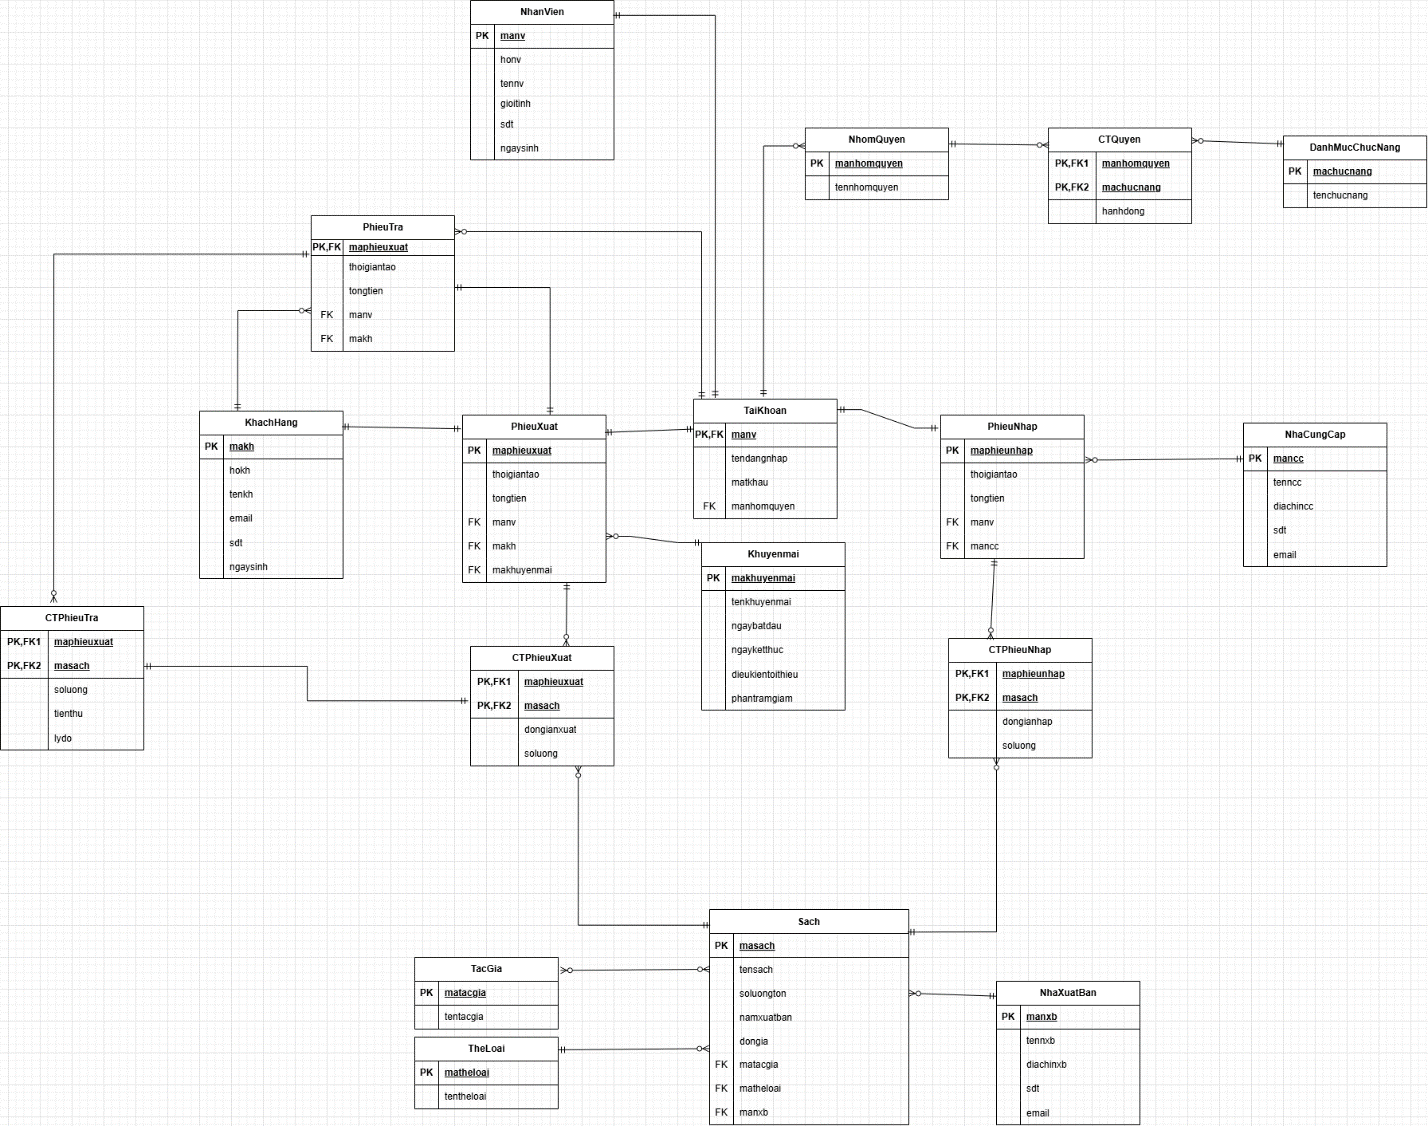 NhanVien
PK manv
honv
tennv
gioitinh
sdt
ngaysinh
NhomQuyen
PK manhomquyen
tennhomquyen
CTQuyen
PK,FK1 manhomquyen
PK,FK2 machucnang
hanhdong
DanhMucChucNang
PK machucnang
tenchucnang
PhieuTra
PK,FK maphieuxuat
thoigiantao
tongtien
FK manv
FK makh
KhachHang
PK makh
hokh
tenkh
email
sdt
ngaysinh
PhieuXuat
PK maphieuxuat
thoigiantao
tongtien
FK manv
FK makh
FK makhuyenmai
TaiKhoan
PK,FK manv
tendangnhap
matkhau
FK manhomquyen
PhieuNhap
PK maphieunhap
thoigiantao
tongtien
FK manv
FK mancc
NhaCungCap
PK mancc
tenncc
diachincc
sdt
email
Khuyenmai
PK makhuyenmai
tenkhuyenmai
ngaybatdau
ngayketthuc
dieukientoithieu
phantramgiam
CTPhieuTra
PK,FK1 maphieuxuat
PK,FK2 masach
soluong
tienthu
lydo
CTPhieuXuat
PK,FK1 maphieuxuat
PK,FK2 masach
dongianxuat
soluong
CTPhieuNhap
PK,FK1 maphieunhap
PK,FK2 masach
dongianhap
soluong
Sach
PK masach
tensach
soluongton
namxuatban
dongia
FK matacgia
FK matheloai
FK manxb
TacGia
PK matacgia
tentacgia
TheLoai
PK matheloai
tentheloai
NhaXuatBan
PK manxb
tennxb
diachinxb
sdt
email